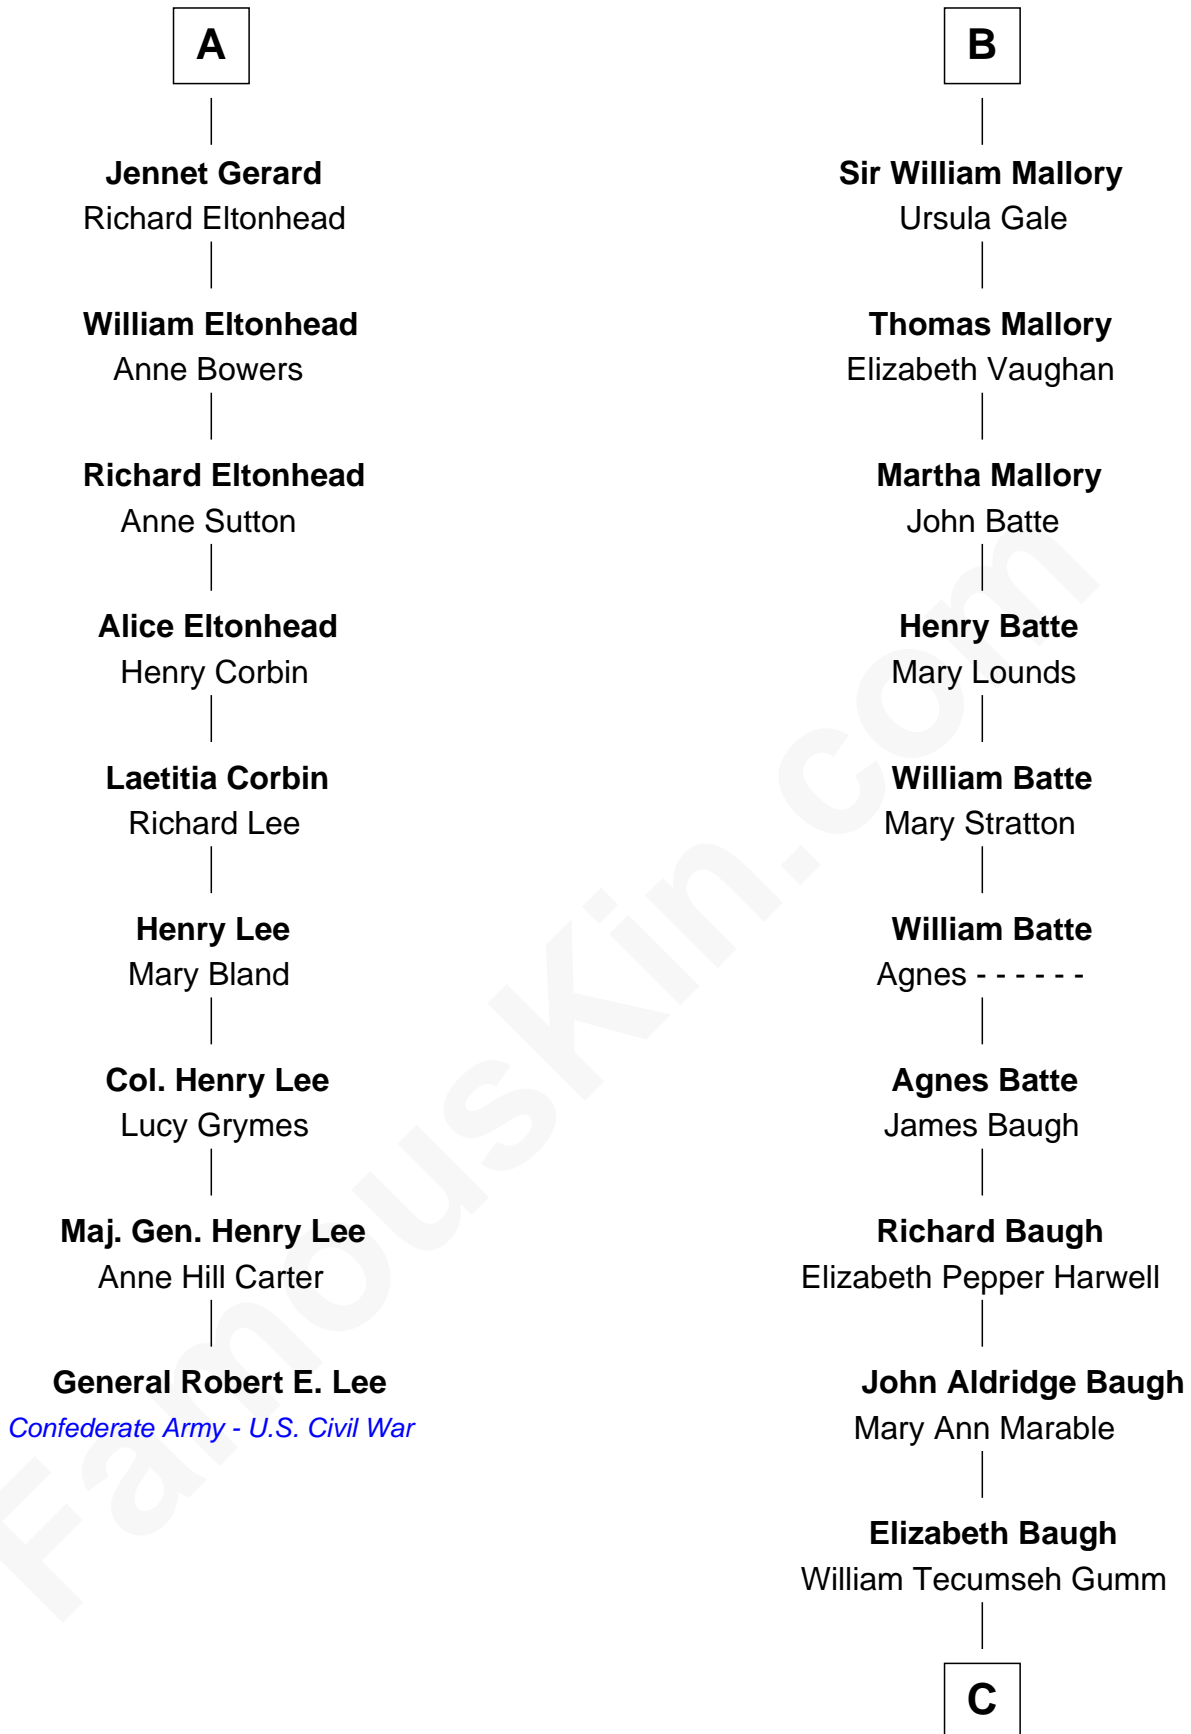 A
Jennet Gerard
Richard Eltonhead
William Eltonhead
Anne Bowers
Richard Eltonhead
Anne Sutton
Alice Eltonhead
Henry Corbin
Laetitia Corbin
Richard Lee
Henry Lee
Mary Bland
Col. Henry Lee
Lucy Grymes
Maj. Gen. Henry Lee
Anne Hill Carter
General Robert E. Lee
Confederate Army - U.S. Civil War
B
Sir William Mallory
Ursula Gale
Thomas Mallory
Elizabeth Vaughan
Martha Mallory
John Batte
Henry Batte
Mary Lounds
William Batte
Mary Stratton
William Batte
Agnes - - - - - -
Agnes Batte
James Baugh
Richard Baugh
Elizabeth Pepper Harwell
John Aldridge Baugh
Mary Ann Marable
Elizabeth Baugh
William Tecumseh Gumm
C
FamousKin.com